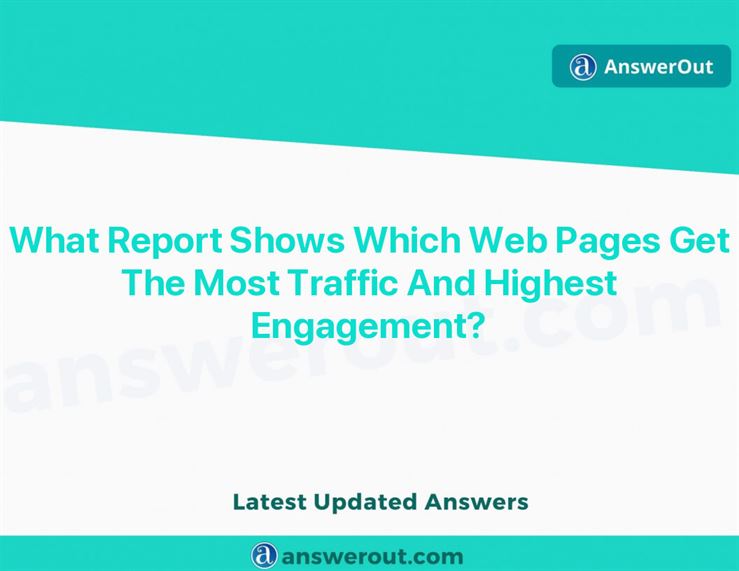 AnswerOut
What Report Shows Which Web Pages Get
The Most Traffic And Highest
Engagement?
answerout.com
Latest Updated Answers
answerout.com